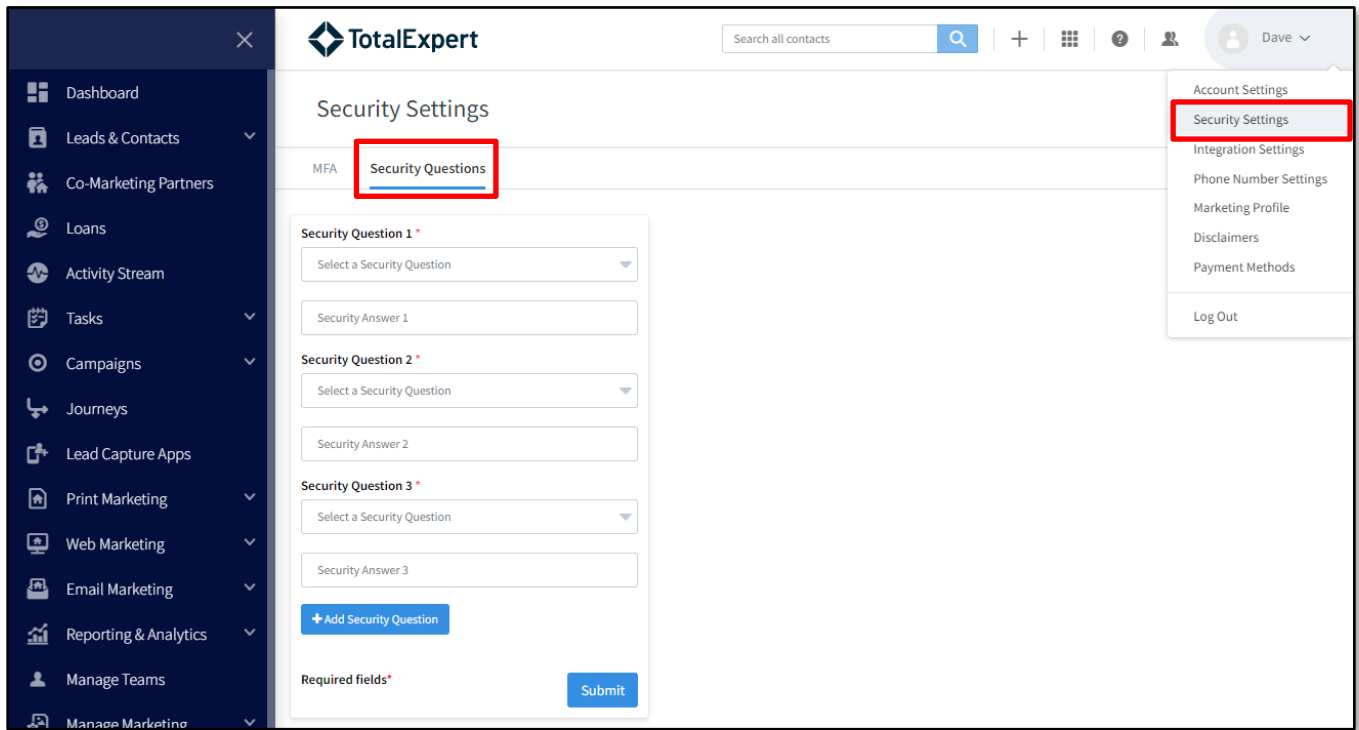 TotalExpert
Search all contacts
Dave
Dashboard
Leads & Contacts
Co-Marketing Partners
Loans
Activity Stream
Tasks
Campaigns
Journeys
Lead Capture Apps
Print Marketing
Web Marketing
Email Marketing
Reporting & Analytics
Manage Teams
Manage Marketing
Security Settings
MFA
Security Questions
Security Question 1 *
Select a Security Question
Security Answer 1
Security Question 2 *
Select a Security Question
Security Answer 2
Security Question 3 *
Select a Security Question
Security Answer 3
+ Add Security Question
Required fields*
Submit
Account Settings
Security Settings
Integration Settings
Phone Number Settings
Marketing Profile
Disclaimers
Payment Methods
Log Out